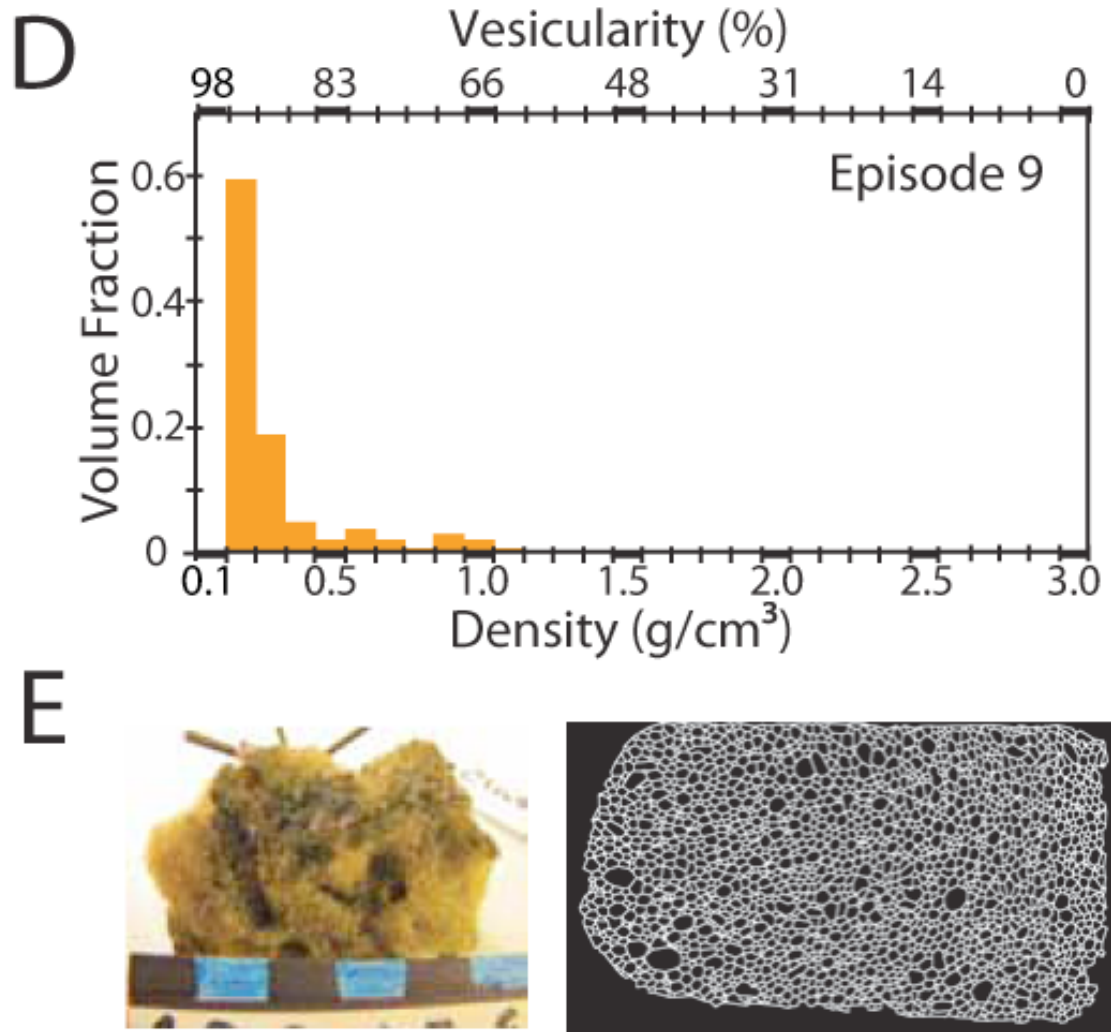 D
Vesicularity (%)
98 83 66 48 31 14 0
Episode 9
Volume Fraction
0.6
0.4
0.2
0
0.1 0.5 1.0 1.5 2.0 2.5 3.0
Density (g/cm³)
E